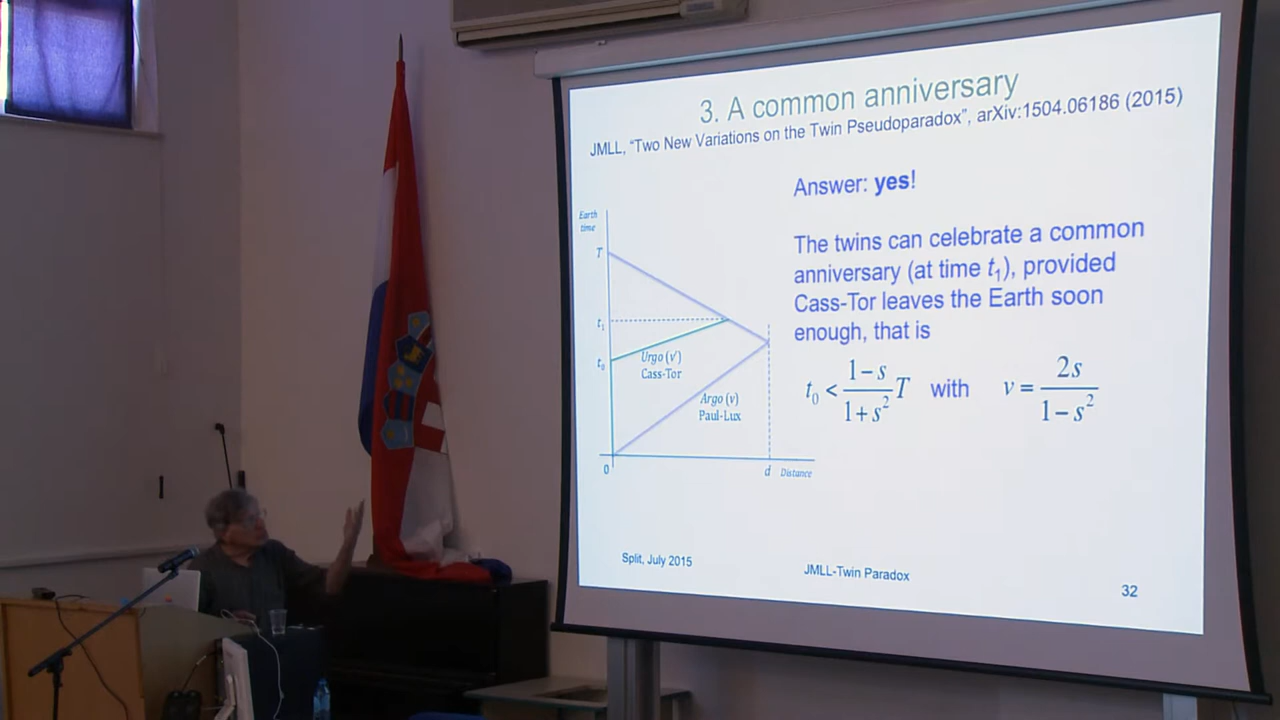 3. A common anniversary
JMLL, "Two New Variations on the Twin Pseudoparadox", arXiv:1504.06186 (2015)
Answer: yes!
The twins can celebrate a common
anniversary (at time t₁), provided
Cass-Tor leaves the Earth soon
enough, that is
t₀ < (1−s)/(1+s²) T with v = 2s/(1−s²)
Earth
time
T
t₁
t₀
Urgo (v')
Cass-Tor
Argo (v)
Paul-Lux
0
d Distance
Split, July 2015
JMLL-Twin Paradox
32